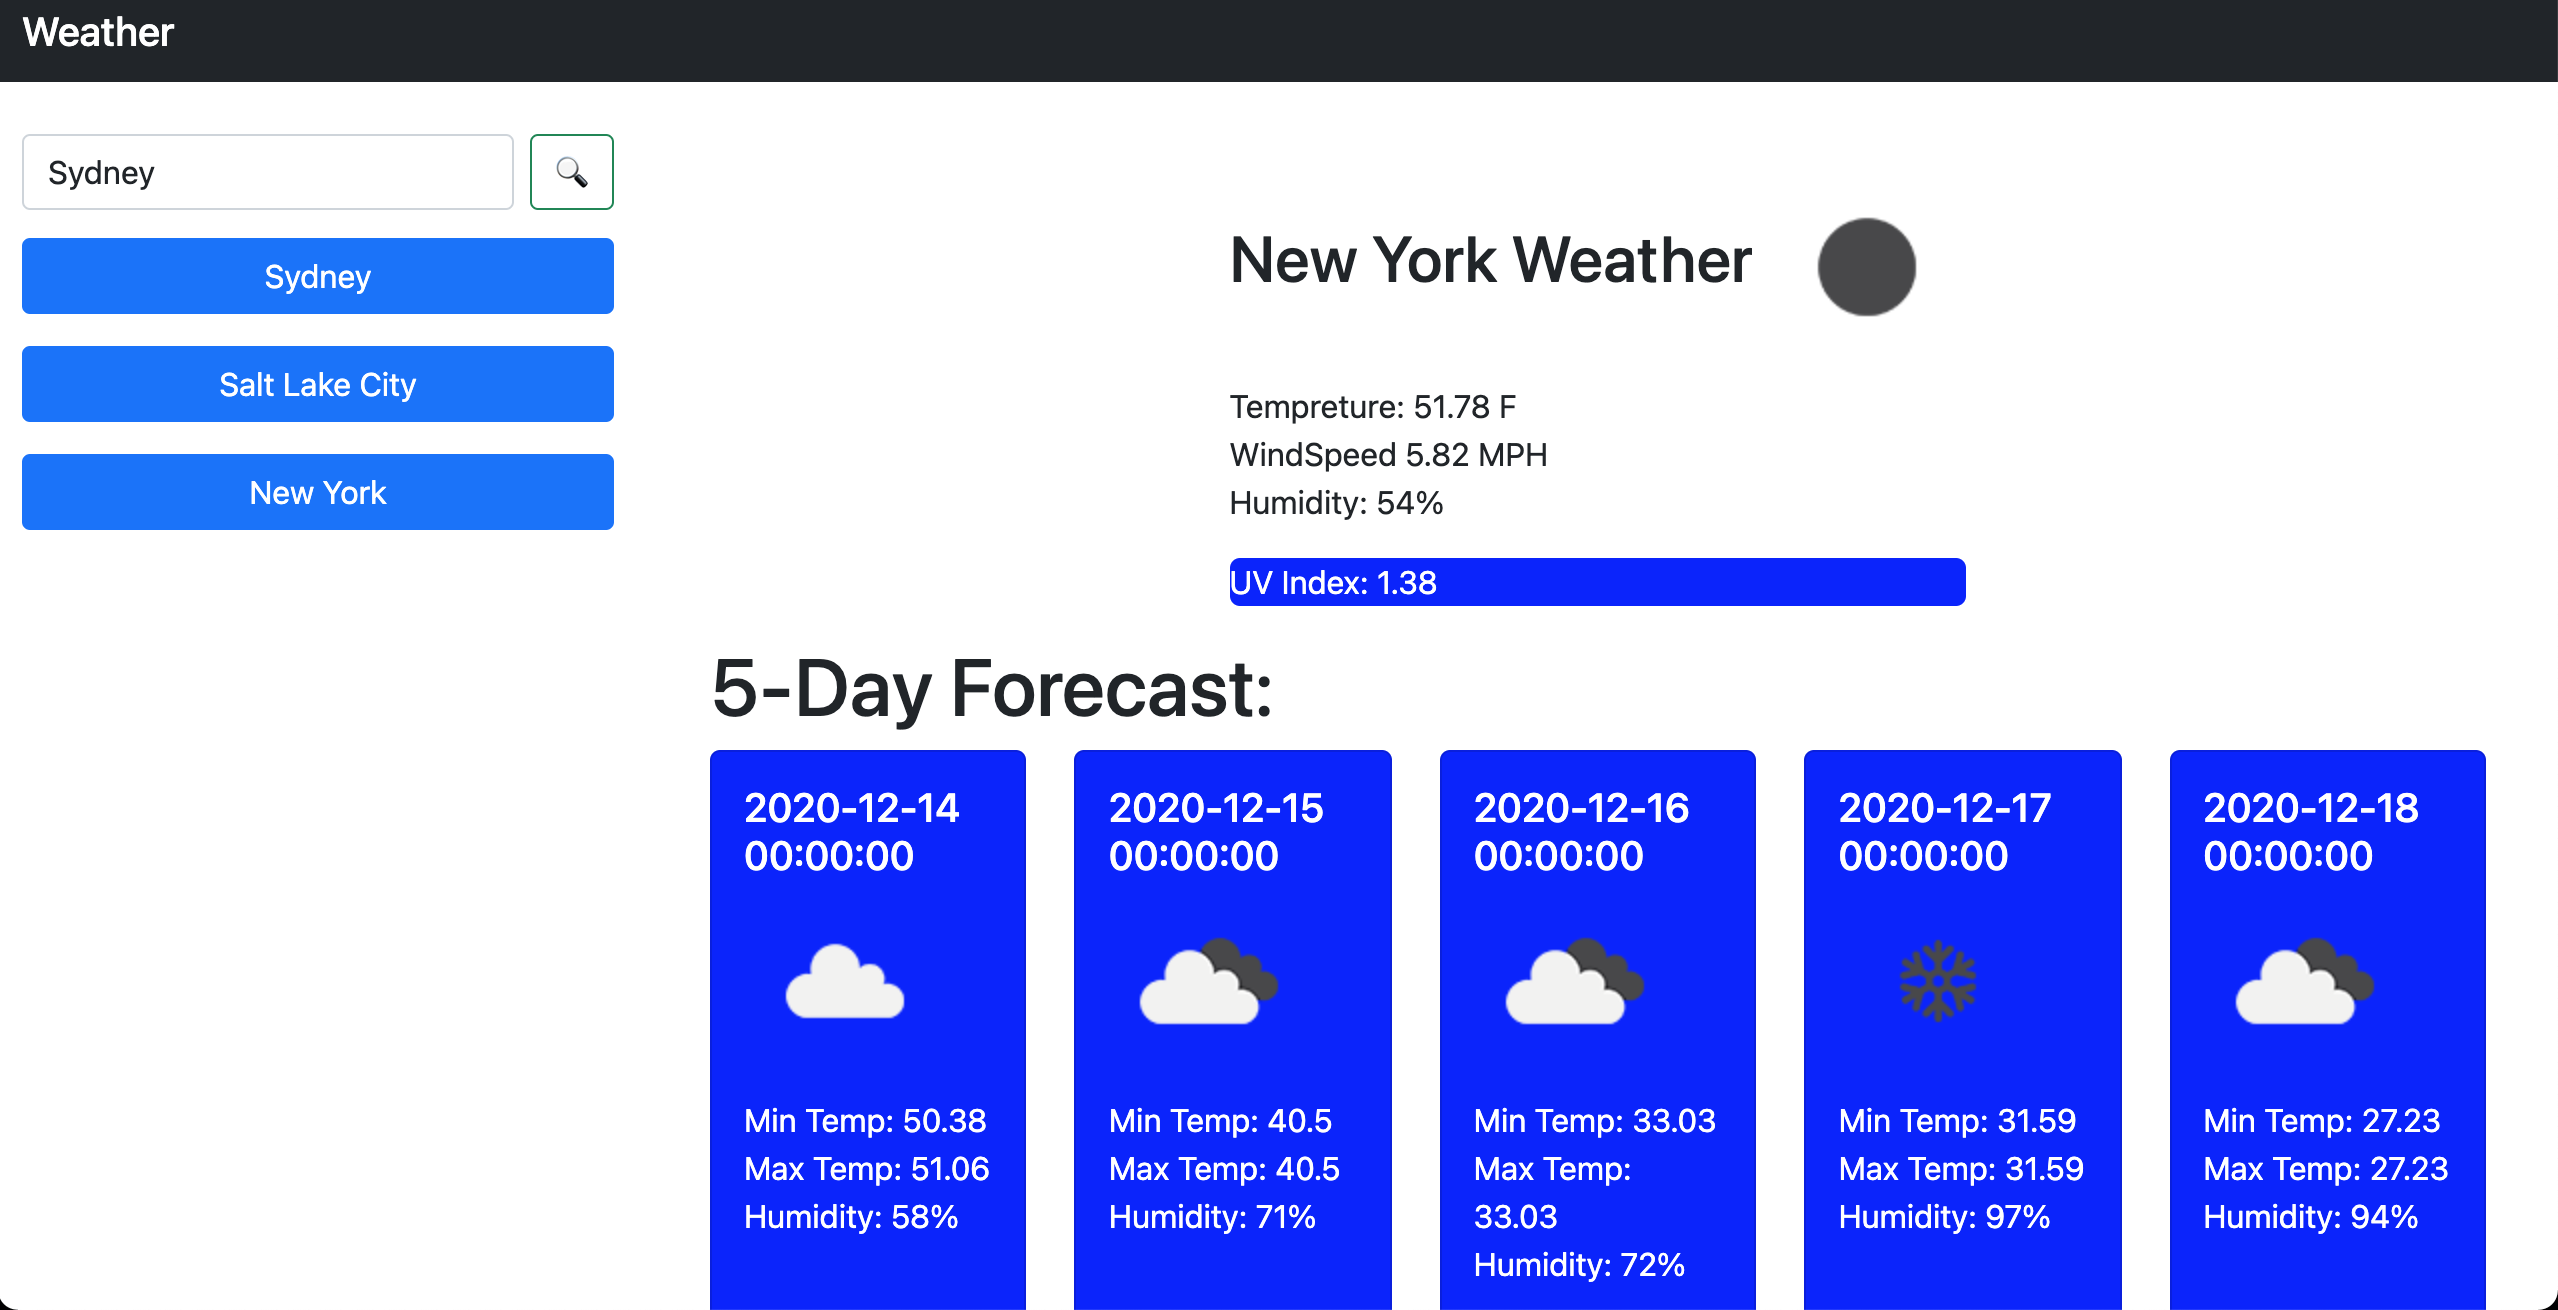 Weather
Sydney
Sydney
Salt Lake City
New York
New York Weather
Tempreture: 51.78 F
WindSpeed 5.82 MPH
Humidity: 54%
UV Index: 1.38
5-Day Forecast:
2020-12-14
00:00:00
Min Temp: 50.38
Max Temp: 51.06
Humidity: 58%
2020-12-15
00:00:00
Min Temp: 40.5
Max Temp: 40.5
Humidity: 71%
2020-12-16
00:00:00
Min Temp: 33.03
Max Temp:
33.03
Humidity: 72%
2020-12-17
00:00:00
Min Temp: 31.59
Max Temp: 31.59
Humidity: 97%
2020-12-18
00:00:00
Min Temp: 27.23
Max Temp: 27.23
Humidity: 94%